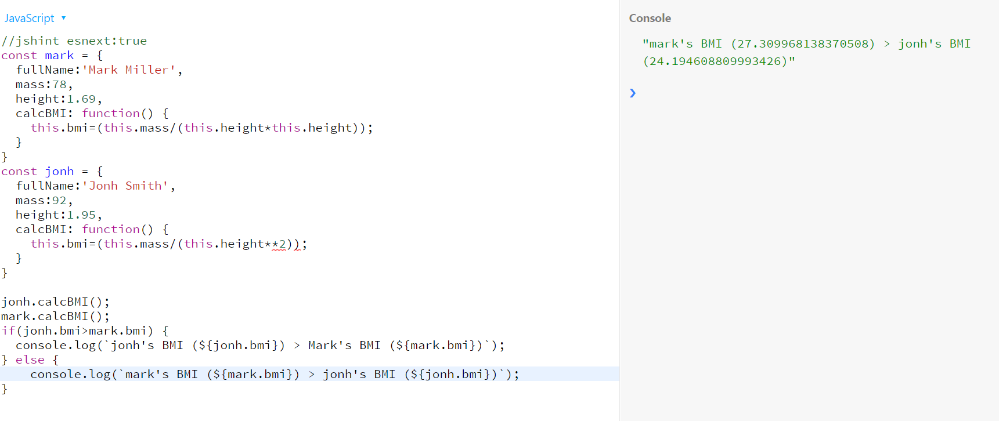 JavaScript ▾
//jshint esnext:true
const mark = {
  fullName:'Mark Miller',
  mass:78,
  height:1.69,
  calcBMI: function() {
    this.bmi=(this.mass/(this.height*this.height));
  }
}
const jonh = {
  fullName:'Jonh Smith',
  mass:92,
  height:1.95,
  calcBMI: function() {
    this.bmi=(this.mass/(this.height**2));
  }
}

jonh.calcBMI();
mark.calcBMI();
if(jonh.bmi>mark.bmi) {
  console.log(`jonh's BMI (${jonh.bmi}) > Mark's BMI (${mark.bmi})`);
} else {
    console.log(`mark's BMI (${mark.bmi}) > jonh's BMI (${jonh.bmi})`);
}
Console
"mark's BMI (27.309968138370508) > jonh's BMI
(24.194608809993426)"
❯